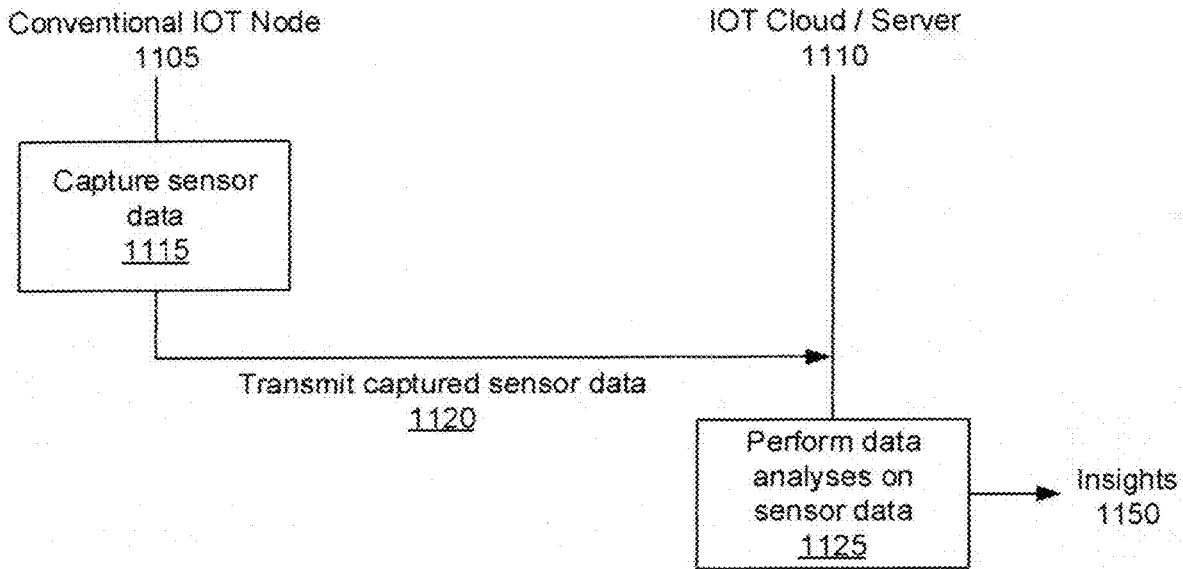 Conventional IOT Node
1105
IOT Cloud / Server
1110
Capture sensor
data
1115
Transmit captured sensor data
1120
Perform data
analyses on
sensor data
1125
Insights
1150